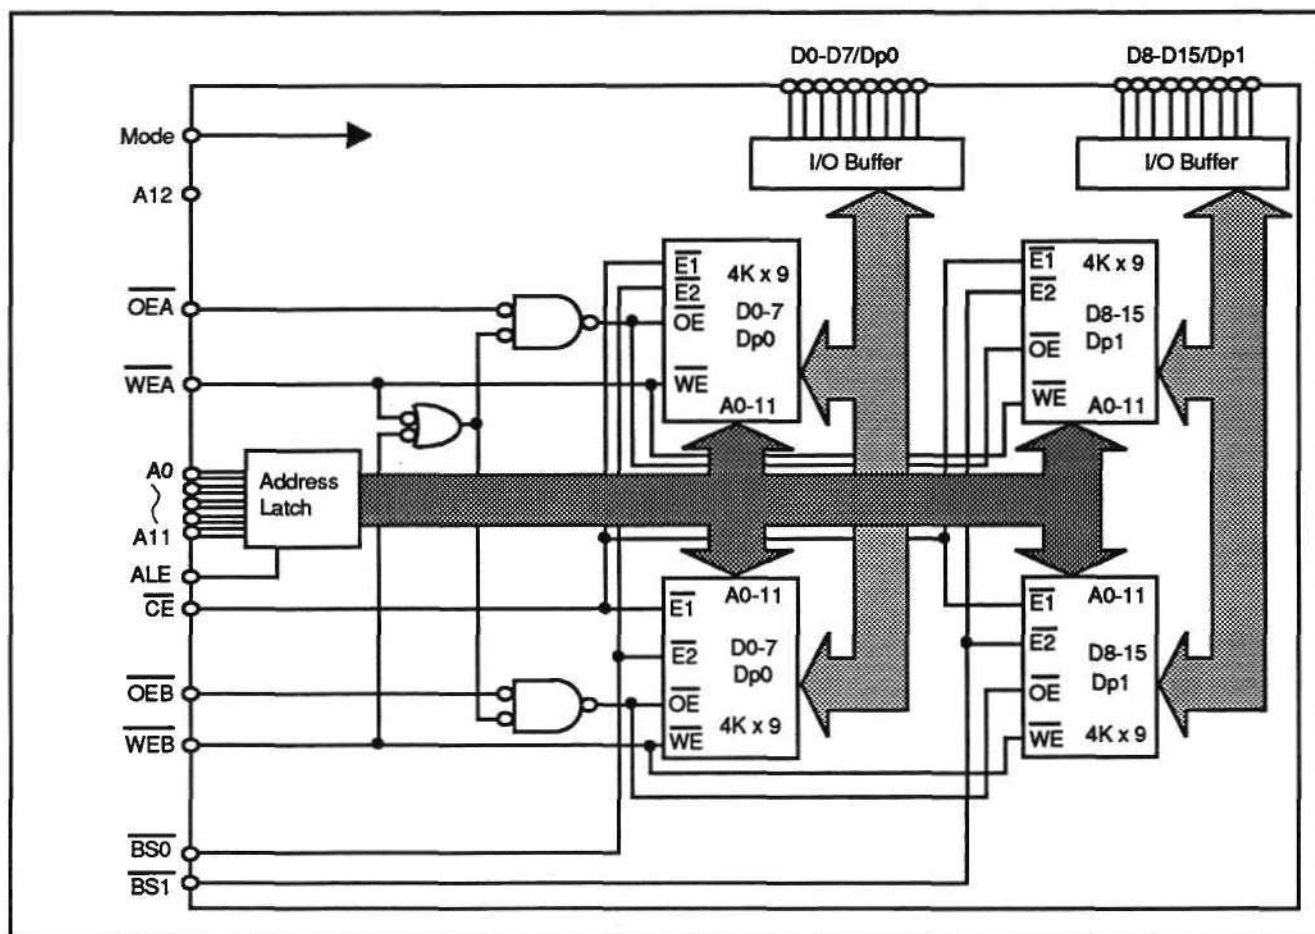 D0-D7/Dp0
D8-D15/Dp1
Mode
I/O Buffer
I/O Buffer
A12
E1
4K x 9
E2
OEA
D0-7
OE
Dp0
WEA
WE
A0-11
E1
4K x 9
E2
D8-15
OE
Dp1
WE
A0-11
A0
Address
Latch
A11
ALE
CE
A0-11
E1
D0-7
E2
Dp0
OEB
OE
4K x 9
WEB
WE
A0-11
E1
E2
D8-15
Dp1
OE
WE
4K x 9
BS0
BS1